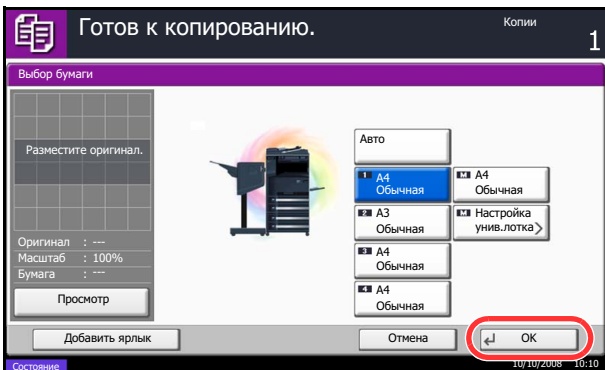 Готов к копированию.
Копии
1
Выбор бумаги
Разместите оригинал.
Оригинал : ---
Масштаб : 100%
Бумага : ---
Просмотр
Авто
1 A4
Обычная
M A4
Обычная
2 A3
Обычная
M Настройка
унив.лотка
3 A4
Обычная
4 A4
Обычная
Добавить ярлык
Отмена
OK
Состояние
10/10/2008 10:10